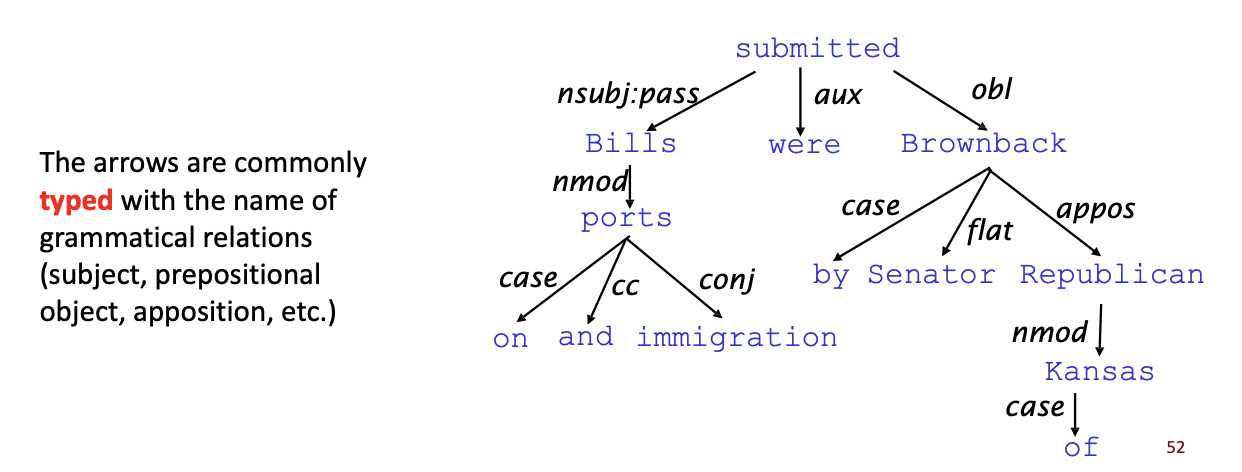 The arrows are commonly
typed with the name of
grammatical relations
(subject, prepositional
object, apposition, etc.)
submitted
nsubj:pass aux obl
Bills were Brownback
nmod
ports
case flat appos
by Senator Republican
case cc conj
on and immigration
nmod
Kansas
case
of
52